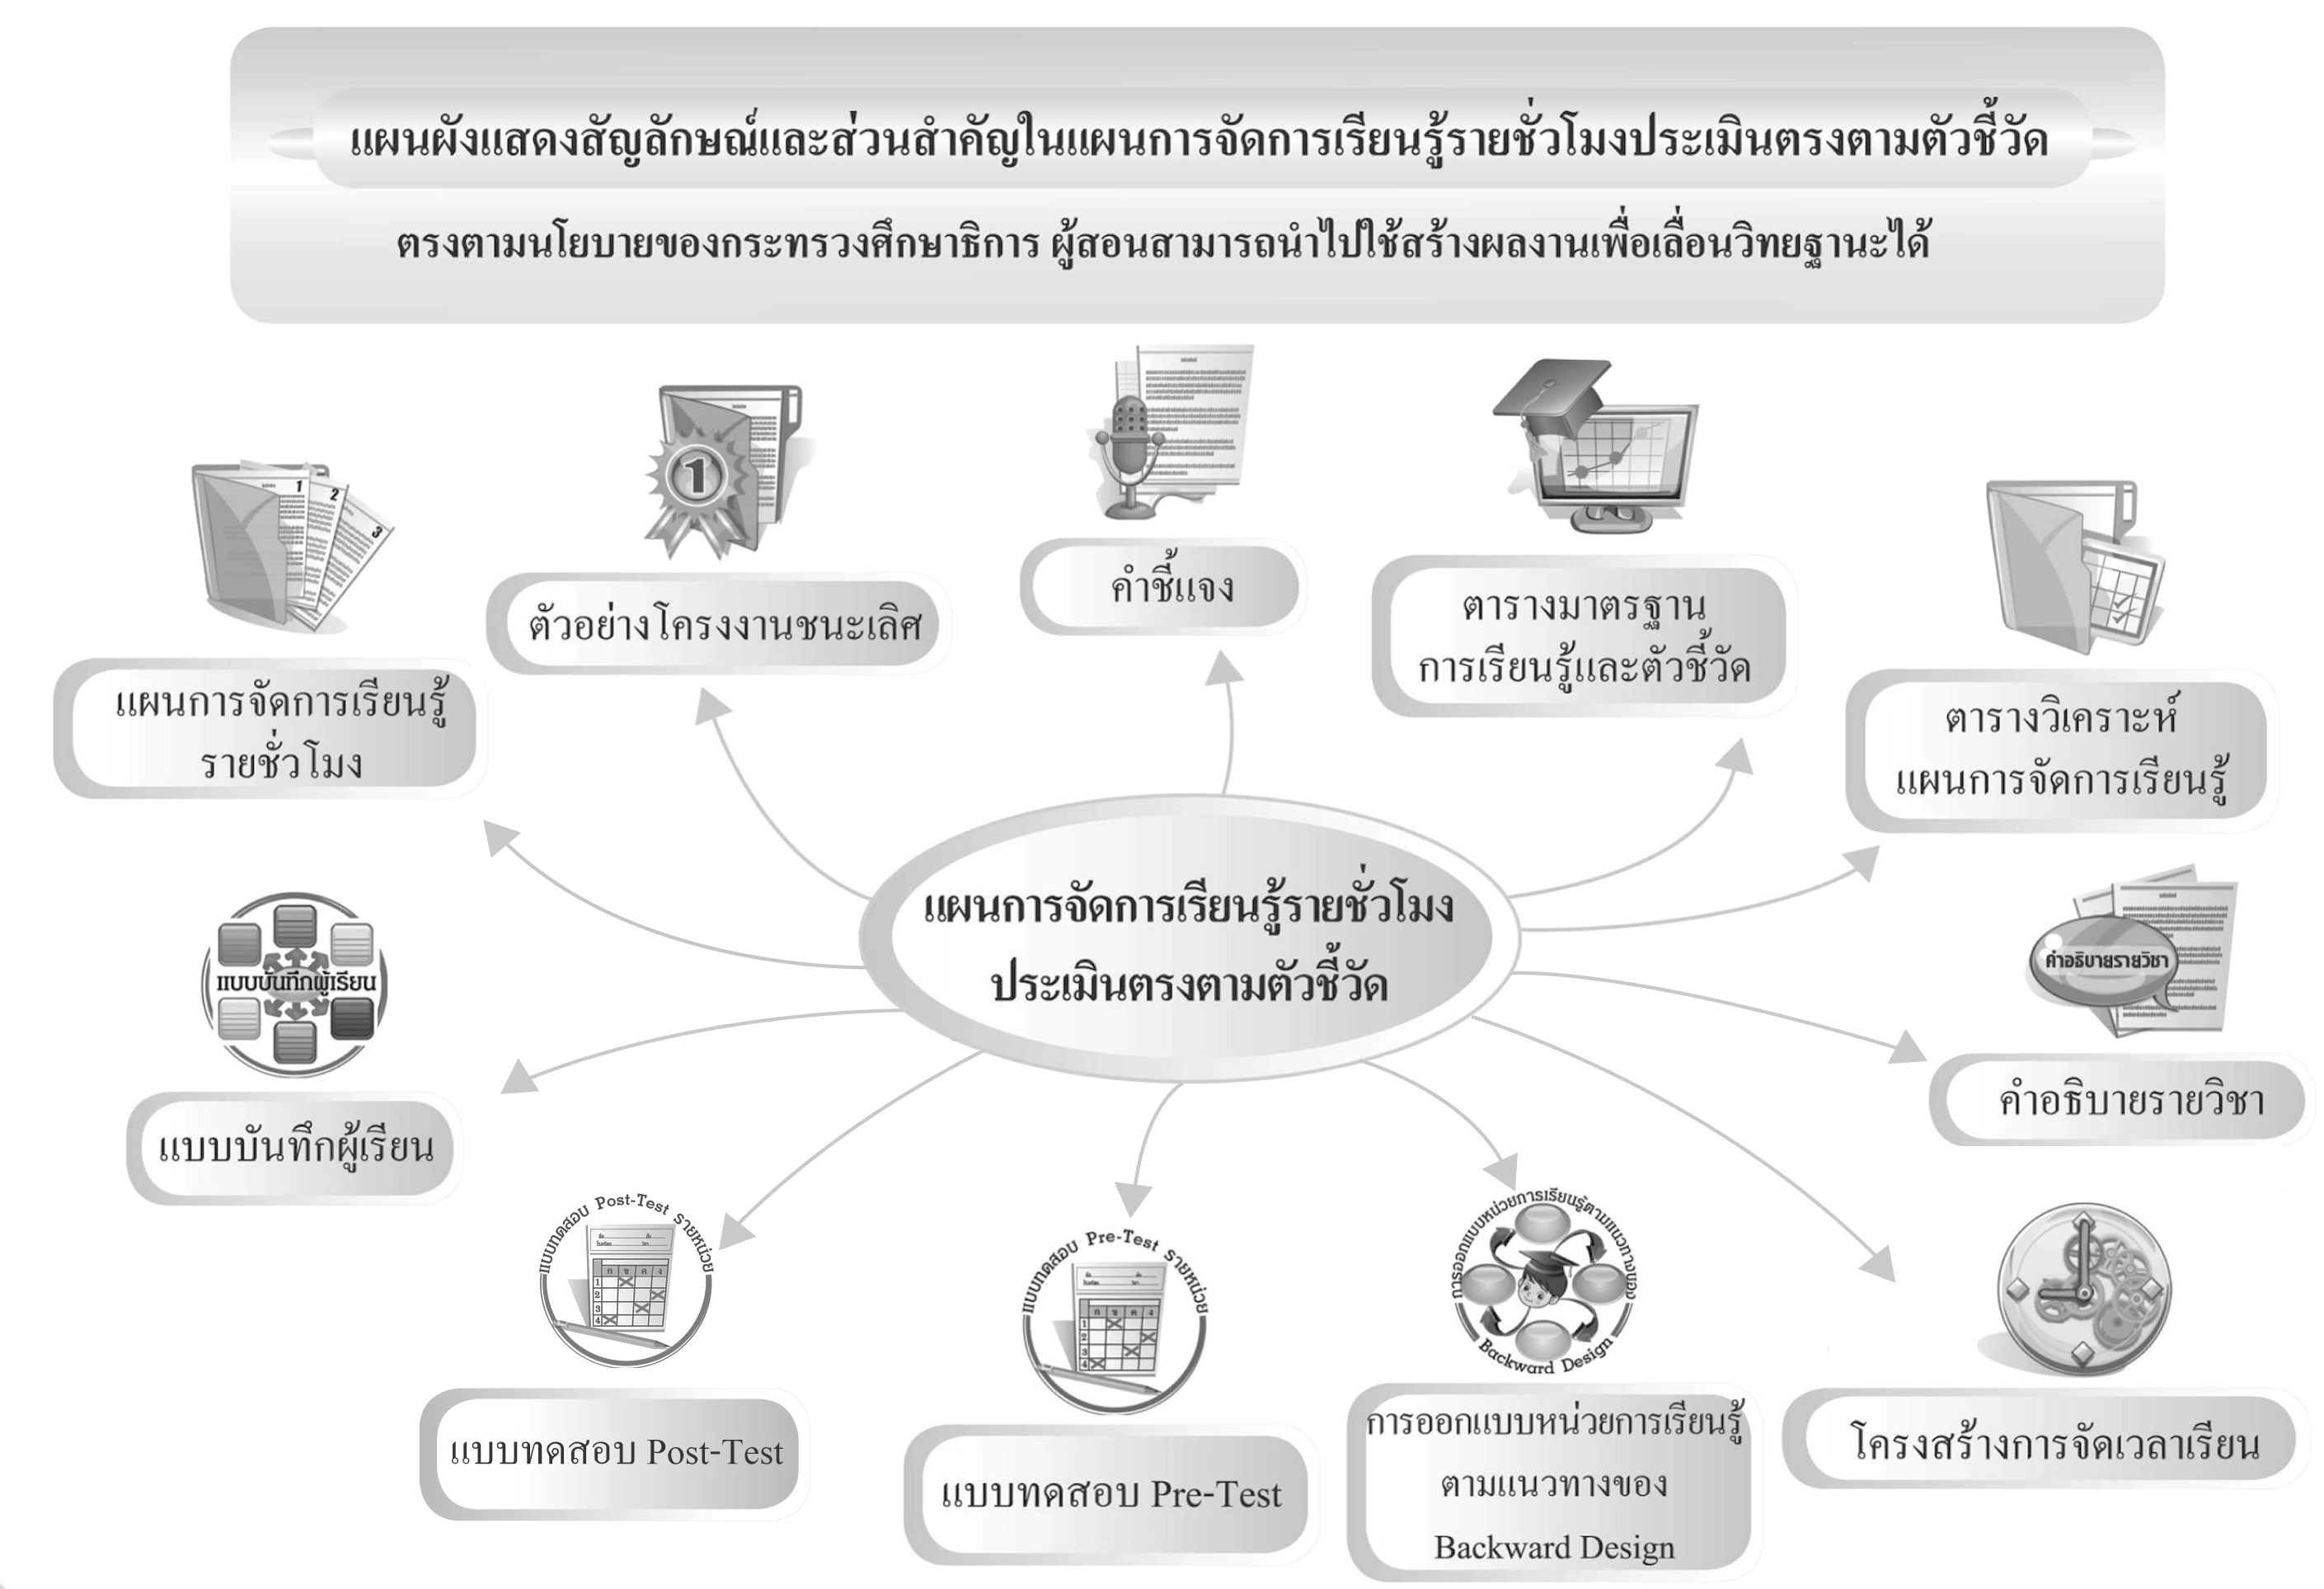 แผนผังแสดงสัญลักษณ์และส่วนสำคัญในแผนการจัดการเรียนรู้รายชั่วโมงประเมินตรงตามตัวชี้วัด
ตรงตามนโยบายของกระทรวงศึกษาธิการ ผู้สอนสามารถนำไปใช้สร้างผลงานเพื่อเลื่อนวิทยฐานะได้
คำชี้แจง
ตารางมาตรฐาน
การเรียนรู้และตัวชี้วัด
ตารางวิเคราะห์
แผนการจัดการเรียนรู้
คำอธิบายรายวิชา
คำอธิบายรายวิชา
โครงสร้างการจัดเวลาเรียน
การออกแบบหน่วยการเรียนรู้ตามแนวทางของ
Backward Design
การออกแบบหน่วยการเรียนรู้
ตามแนวทางของ
Backward Design
แบบทดสอบ Pre-Test รายหน่วย
ก ข ค ง
1
2
3
4
แบบทดสอบ Pre-Test
แบบทดสอบ Post-Test รายหน่วย
ก ข ค ง
1
2
3
4
แบบทดสอบ Post-Test
แบบบันทึกผู้เรียน
แบบบันทึกผู้เรียน
1
2
3
แผนการจัดการเรียนรู้
รายชั่วโมง
1
ตัวอย่างโครงงานชนะเลิศ
แผนการจัดการเรียนรู้รายชั่วโมง
ประเมินตรงตามตัวชี้วัด